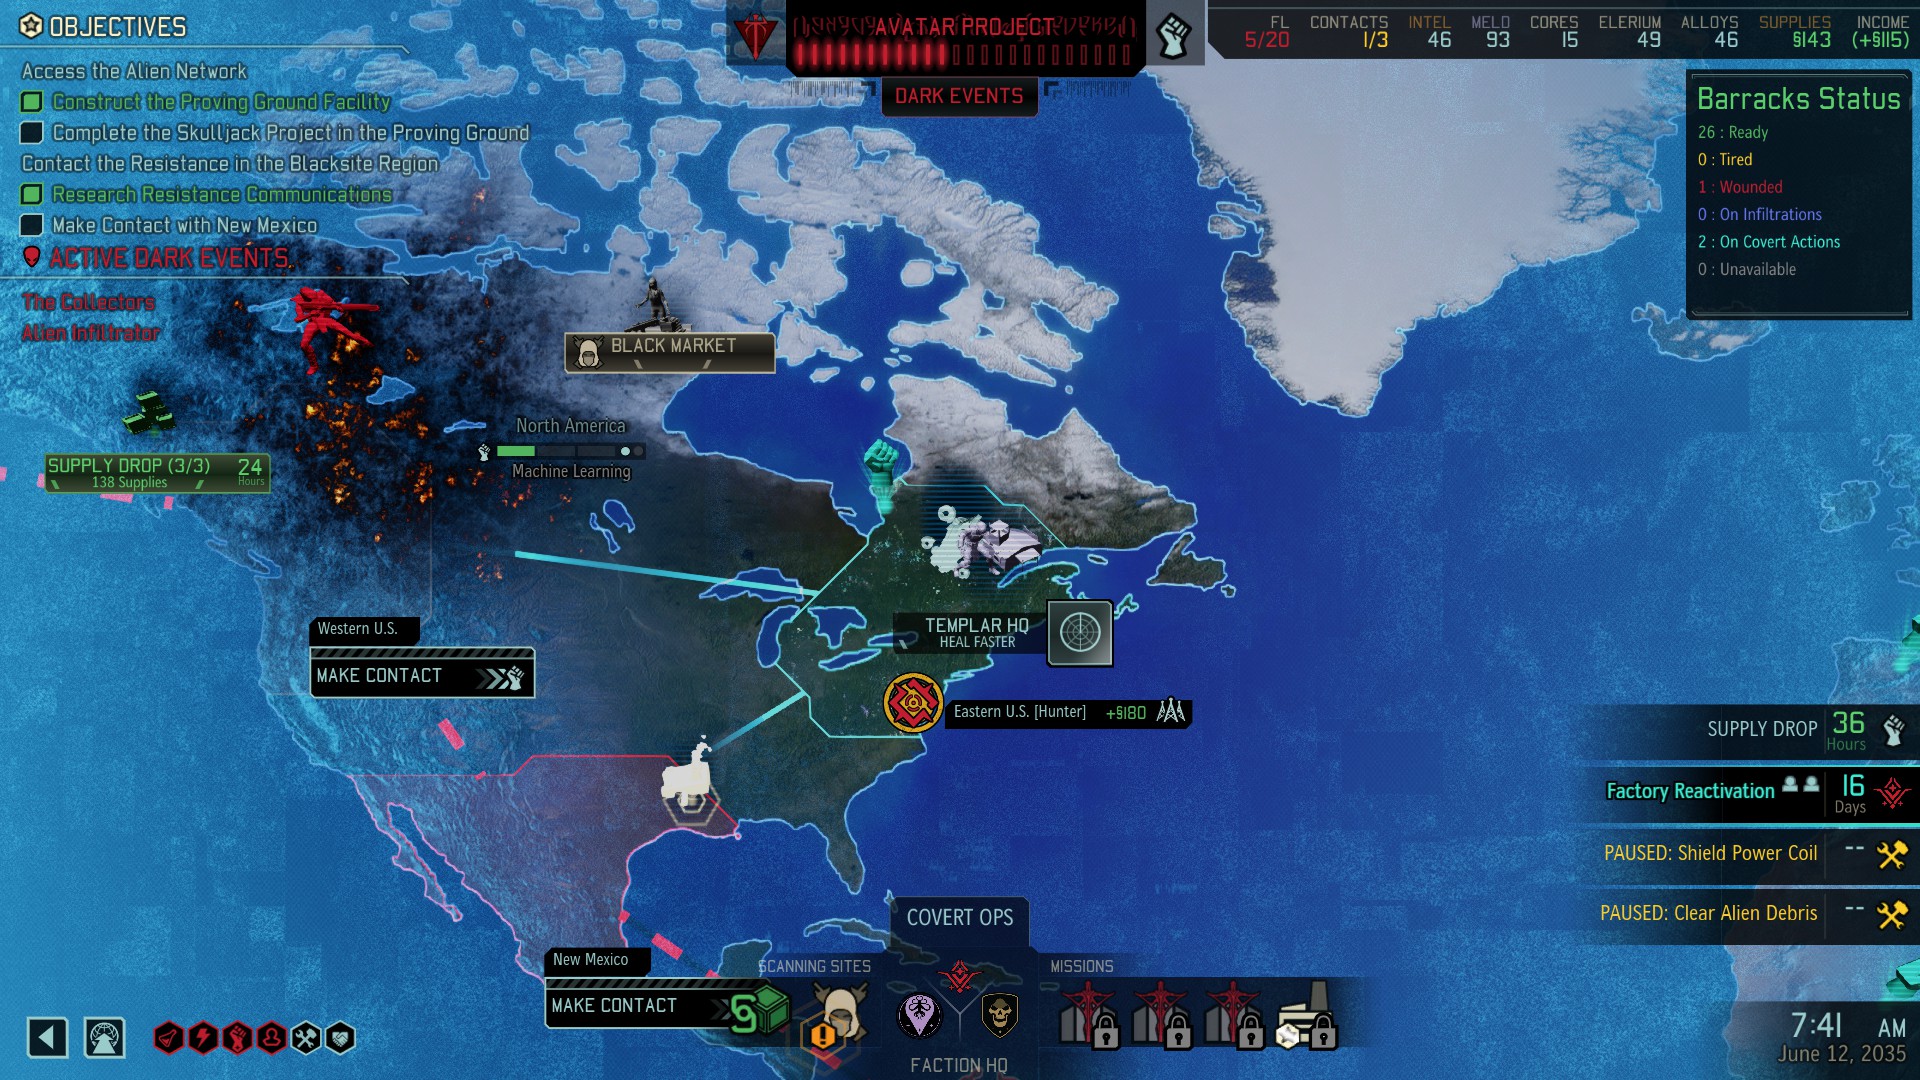 OBJECTIVES
Access the Alien Network
Construct the Proving Ground Facility
Complete the Skulljack Project in the Proving Ground
Contact the Resistance in the Blacksite Region
Research Resistance Communications
Make Contact with New Mexico
ACTIVE DARK EVENTS
The Collectors
Alien Infiltrator
AVATAR PROJECT
DARK EVENTS
FL CONTACTS INTEL MELD CORES ELERIUM ALLOYS SUPPLIES INCOME
5/20 1/3 46 93 15 49 46 §143 (+§115)
Barracks Status
26 : Ready
0 : Tired
1 : Wounded
0 : On Infiltrations
2 : On Covert Actions
0 : Unavailable
BLACK MARKET
North America
Machine Learning
SUPPLY DROP (3/3) 24
138 Supplies Hours
Western U.S.
MAKE CONTACT
TEMPLAR HQ
HEAL FASTER
Eastern U.S. [Hunter] +§180
SUPPLY DROP 36
Hours
Factory Reactivation 16
Days
PAUSED: Shield Power Coil --
PAUSED: Clear Alien Debris --
New Mexico
MAKE CONTACT
COVERT OPS
SCANNING SITES
MISSIONS
5
FACTION HQ
7:41 AM
June 12, 2035